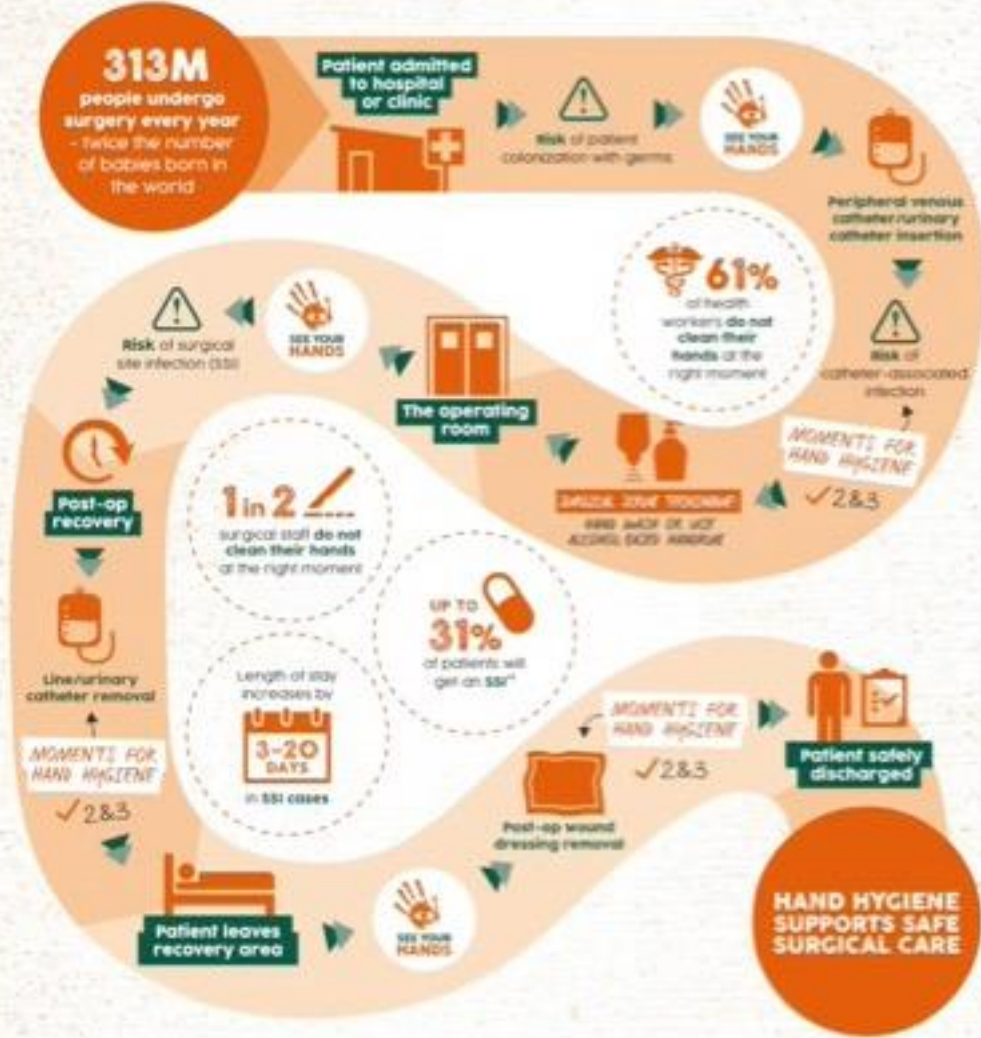 313M
people undergo
surgery every year
- twice the number
of babies born in
the world
Patient admitted
to hospital
or clinic
Risk of patient
colonization with germs
SEE YOUR
HANDS
Peripheral venous
catheter/urinary
catheter insertion
61%
of health
workers do not
clean their
hands at the
right moment
Risk of
catheter-associated
infection
MOMENTS FOR
HAND HYGIENE
✓2&3
HAND WASH OR USE
ALCOHOL-BASED HANDRUB
The operating
room
SEE YOUR
HANDS
Risk of surgical
site infection (SSI)
Post-op
recovery
1 in 2
surgical staff do not
clean their hands
at the right moment
UP TO
31%
of patients will
get an SSI
Length of stay
increases by
3-20
DAYS
in SSI cases
Line/urinary
catheter removal
MOMENTS FOR
HAND HYGIENE
✓2&3
Patient leaves
recovery area
SEE YOUR
HANDS
Post-op wound
dressing removal
MOMENTS FOR
HAND HYGIENE
✓2&3
Patient safely
discharged
HAND HYGIENE
SUPPORTS SAFE
SURGICAL CARE